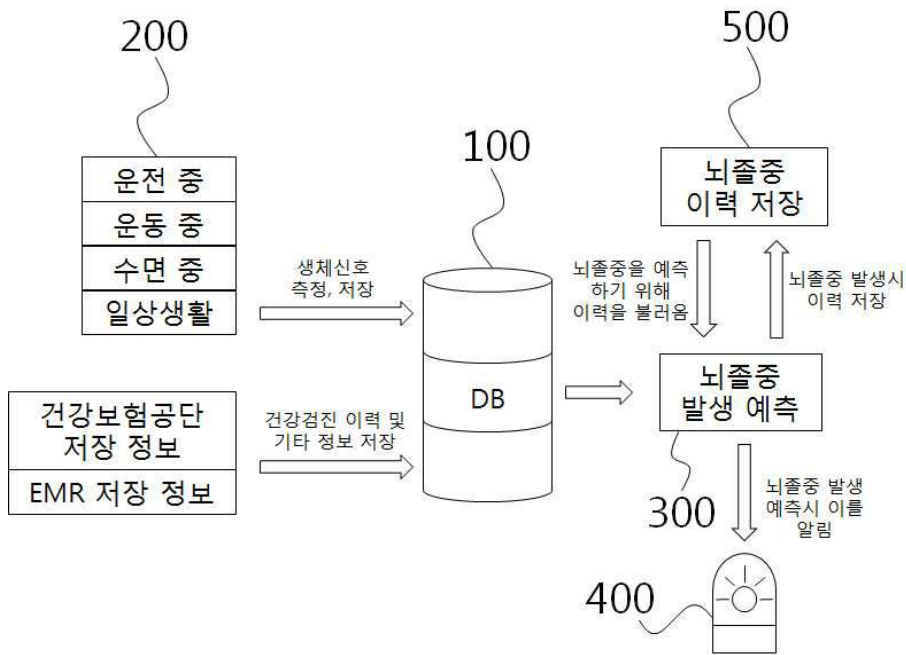 200
운전 중
운동 중
수면 중
일상생활
생체신호
측정, 저장
건강보험공단
저장 정보
EMR 저장 정보
건강검진 이력 및
기타 정보 저장
100
DB
500
뇌졸중
이력 저장
뇌졸중을 예측
하기 위해
이력을 불러옴
뇌졸중 발생시
이력 저장
뇌졸중
발생 예측
300
뇌졸중 발생
예측시 이를
알림
400